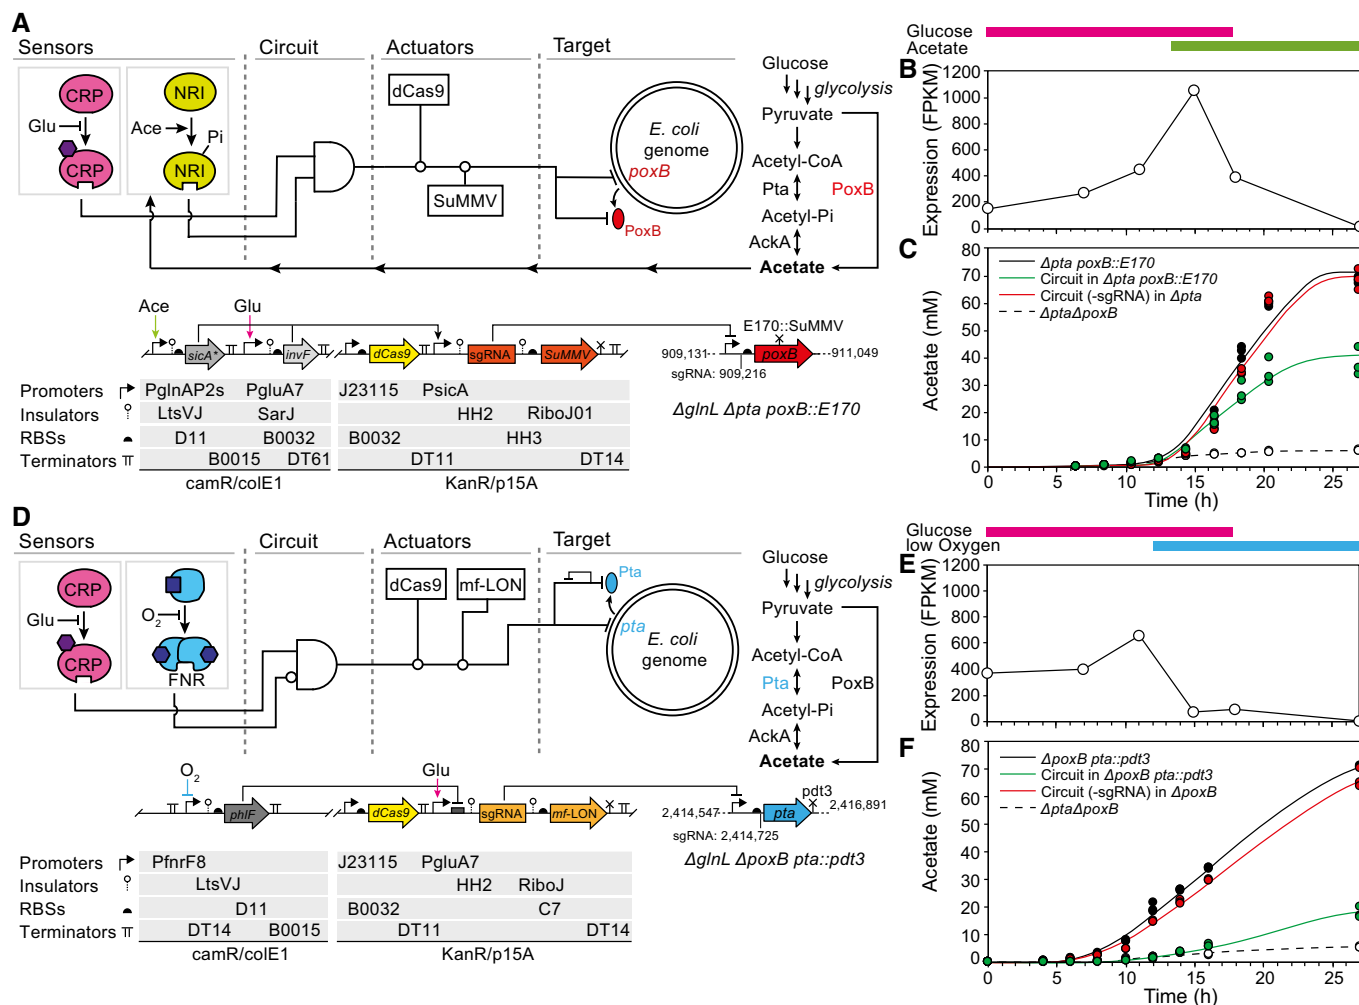 A
Sensors
Circuit
Actuators
Target
CRP
Glu
CRP
NRI
Ace
Pi
NRI
dCas9
SuMMV
E. coli
genome
poxB
PoxB
Glucose
glycolysis
Pyruvate
Acetyl-CoA
Pta
PoxB
Acetyl-Pi
AckA
Acetate
Ace
Glu
sicA*
invF
dCas9
sgRNA
SuMMV
E170::SuMMV
909,131
poxB
911,049
sgRNA: 909,216
ΔglnL Δpta poxB::E170
Promoters PglnAP2s PgluA7 J23115 PsicA
Insulators LtsVJ SarJ HH2 RiboJ01
RBSs D11 B0032 B0032 HH3
Terminators B0015 DT61 DT11 DT14
camR/colE1 KanR/p15A
Glucose
Acetate
B
Expression (FPKM)
1200
1000
800
600
400
200
0
C
Acetate (mM)
80
70
60
50
40
30
20
10
0
Δpta poxB::E170
Circuit in Δpta poxB::E170
Circuit (-sgRNA) in Δpta
ΔptaΔpoxB
0 5 10 15 20 25
Time (h)
D
Sensors
Circuit
Actuators
Target
CRP
Glu
CRP
O2
FNR
dCas9
mf-LON
Pta
pta
E. coli
genome
Glucose
glycolysis
Pyruvate
Acetyl-CoA
Pta
PoxB
Acetyl-Pi
AckA
Acetate
O2
Glu
phlF
dCas9
sgRNA
mf-LON
pdt3
2,414,547
pta
2,416,891
sgRNA: 2,414,725
ΔglnL ΔpoxB pta::pdt3
Promoters PfnrF8 J23115 PgluA7
Insulators LtsVJ HH2 RiboJ
RBSs D11 B0032 C7
Terminators DT14 B0015 DT11 DT14
camR/colE1 KanR/p15A
Glucose
low Oxygen
E
Expression (FPKM)
1200
1000
800
600
400
200
0
F
Acetate (mM)
80
70
60
50
40
30
20
10
0
ΔpoxB pta::pdt3
Circuit in ΔpoxB pta::pdt3
Circuit (-sgRNA) in ΔpoxB
ΔptaΔpoxB
0 5 10 15 20 25
Time (h)